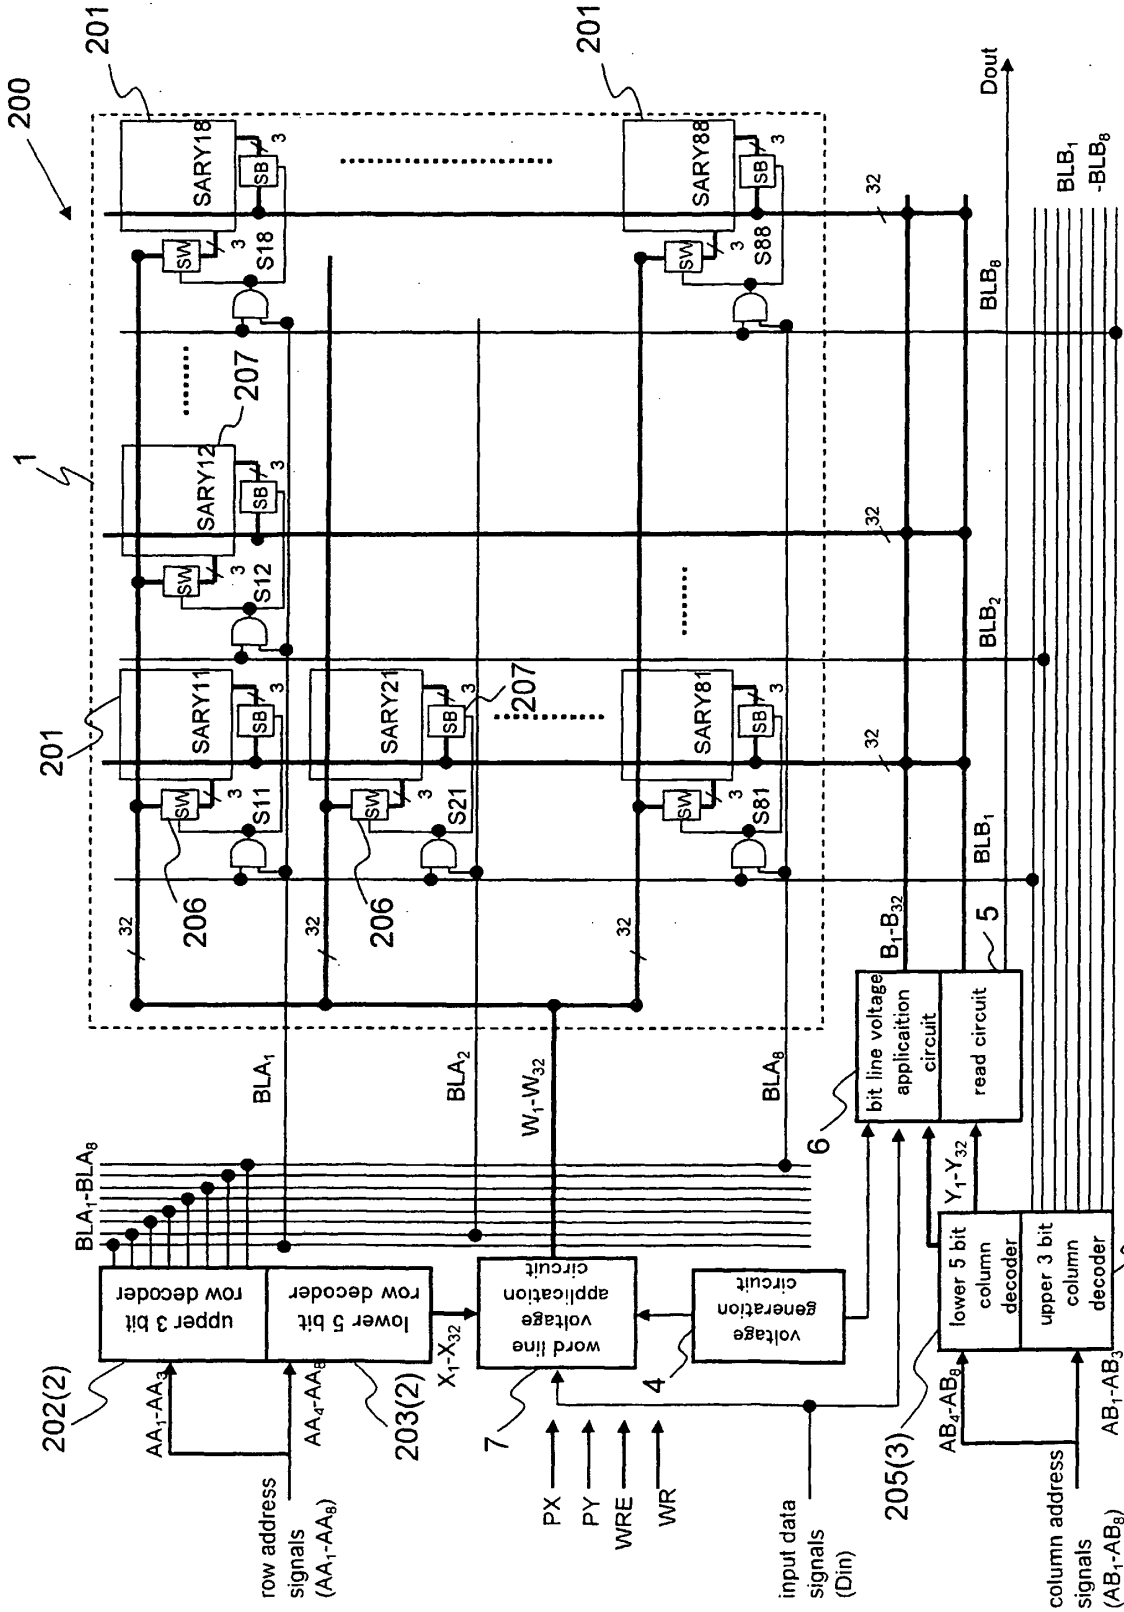 200
1
201
201
201
SARY11
SW
SB
3
3
S11
206
SARY12
SW
SB
3
3
S12
207
SARY18
SW
SB
3
3
S18
SARY21
SW
SB
3
3
S21
206
207
SARY81
SW
SB
3
3
S81
SARY88
SW
SB
3
3
S88
32
32
32
32
32
32
BLA₁
BLA₂
BLA₈
BLA₁-BLA₈
W₁-W₃₂
upper 3 bit
row decoder
lower 5 bit
row decoder
202(2)
203(2)
AA₁-AA₃
AA₄-AA₈
row address
signals
(AA₁-AA₈)
X₁-X₃₂
word line
voltage
application
circuit
7
PX
PY
WRE
WR
voltage
generation
circuit
4
input data
signals
(Din)
6
bit line voltage
applicaition
circuit
read circuit
5
B₁-B₃₂
BLB₁
BLB₂
BLB₈
Dout
BLB₁
-BLB₈
Y₁-Y₃₂
lower 5 bit
column
decoder
upper 3 bit
column
decoder
205(3)
AB₄-AB₈
AB₁-AB₃
column address
signals
(AB₁-AB₈)